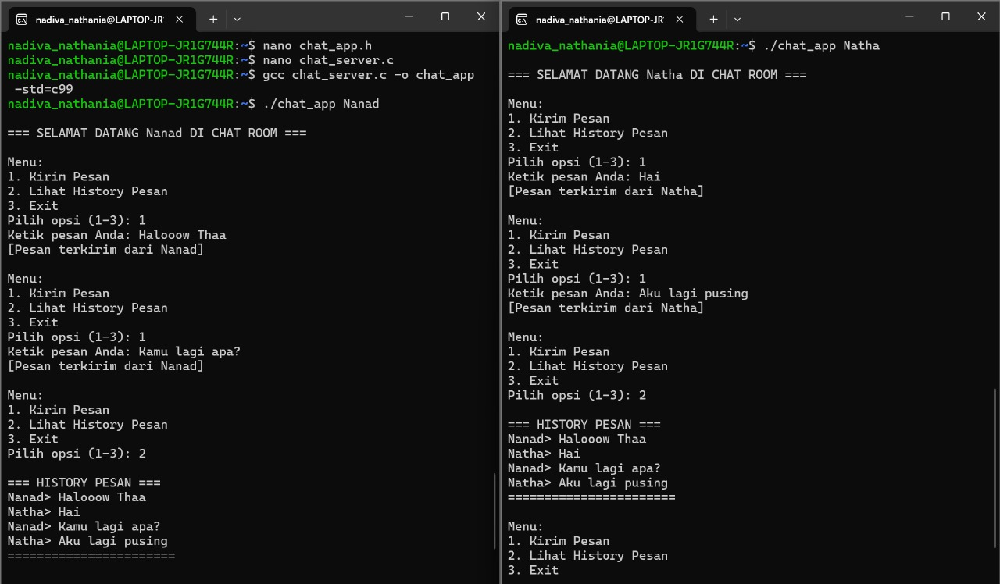 nadiva_nathania@LAPTOP-JR'
nadiva_nathania@LAPTOP-JR1G744R:~$ nano chat_app.h
nadiva_nathania@LAPTOP-JR1G744R:~$ nano chat_server.c
nadiva_nathania@LAPTOP-JR1G744R:~$ gcc chat_server.c -o chat_app
-std=c99
nadiva_nathania@LAPTOP-JR1G744R:~$ ./chat_app Nanad
=== SELAMAT DATANG Nanad DI CHAT ROOM ===
Menu:
1. Kirim Pesan
2. Lihat History Pesan
3. Exit
Pilih opsi (1-3): 1
Ketik pesan Anda: Halooow Thaa
[Pesan terkirim dari Nanad]
Menu:
1. Kirim Pesan
2. Lihat History Pesan
3. Exit
Pilih opsi (1-3): 1
Ketik pesan Anda: Kamu lagi apa?
[Pesan terkirim dari Nanad]
Menu:
1. Kirim Pesan
2. Lihat History Pesan
3. Exit
Pilih opsi (1-3): 2
=== HISTORY PESAN ===
Nanad> Halooow Thaa
Natha> Hai
Nanad> Kamu lagi apa?
Natha> Aku lagi pusing
=======================
nadiva_nathania@LAPTOP-JR'
nadiva_nathania@LAPTOP-JR1G744R:~$ ./chat_app Natha
=== SELAMAT DATANG Natha DI CHAT ROOM ===
Menu:
1. Kirim Pesan
2. Lihat History Pesan
3. Exit
Pilih opsi (1-3): 1
Ketik pesan Anda: Hai
[Pesan terkirim dari Natha]
Menu:
1. Kirim Pesan
2. Lihat History Pesan
3. Exit
Pilih opsi (1-3): 1
Ketik pesan Anda: Aku lagi pusing
[Pesan terkirim dari Natha]
Menu:
1. Kirim Pesan
2. Lihat History Pesan
3. Exit
Pilih opsi (1-3): 2
=== HISTORY PESAN ===
Nanad> Halooow Thaa
Natha> Hai
Nanad> Kamu lagi apa?
Natha> Aku lagi pusing
=======================
Menu:
1. Kirim Pesan
2. Lihat History Pesan
3. Exit